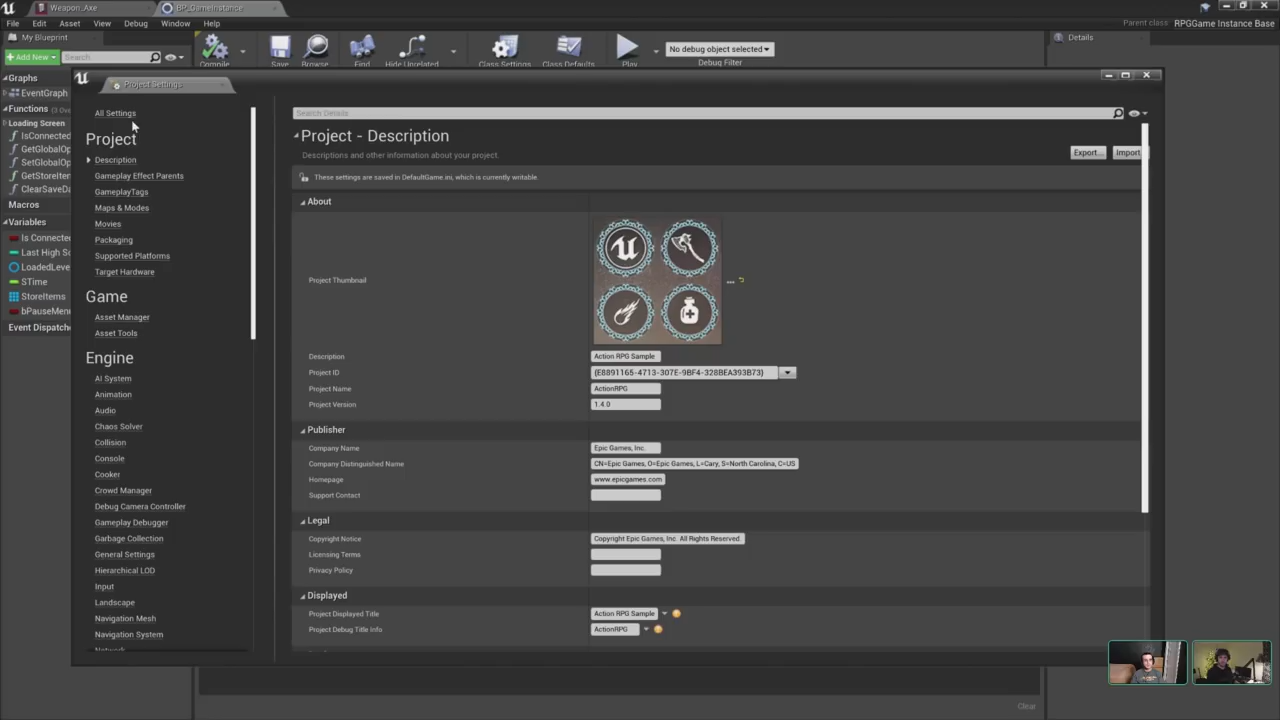 Weapon_Axe
BP_GameInstance
File Edit Asset View Debug Window Help
Parent class: RPGGame Instance Base
My Blueprint
Details
+Add New
Search
Compile
Save
Browse
Find
Hide Unrelated
Class Settings
Class Defaults
Play
No debug object selected
Debug Filter
Graphs
EventGraph
Functions (3 Ove
Loading Screen
IsConnected
GetGlobalOp
SetGlobalOp
GetStoreItem
ClearSaveDa
Macros
Variables
Is Connected
Last High Sc
LoadedLeve
STime
StoreItems
bPauseMenu
Event Dispatche
Project Settings
All Settings
Project
Description
Gameplay Effect Parents
GameplayTags
Maps & Modes
Movies
Packaging
Supported Platforms
Target Hardware
Game
Asset Manager
Asset Tools
Engine
AI System
Animation
Audio
Chaos Solver
Collision
Console
Cooker
Crowd Manager
Debug Camera Controller
Gameplay Debugger
Garbage Collection
General Settings
Hierarchical LOD
Input
Landscape
Navigation Mesh
Navigation System
Network
Search Details
Project - Description
Descriptions and other information about your project.
Export...
Import
These settings are saved in DefaultGame.ini, which is currently writable.
About
Project Thumbnail
...
Description
Action RPG Sample
Project ID
{E8891165-4713-307E-9BF4-328BEA393B73}
Project Name
ActionRPG
Project Version
1.4.0
Publisher
Company Name
Epic Games, Inc.
Company Distinguished Name
CN=Epic Games, O=Epic Games, L=Cary, S=North Carolina, C=US
Homepage
www.epicgames.com
Support Contact
Legal
Copyright Notice
Copyright Epic Games, Inc. All Rights Reserved.
Licensing Terms
Privacy Policy
Displayed
Project Displayed Title
Action RPG Sample
Project Debug Title Info
ActionRPG
Clear